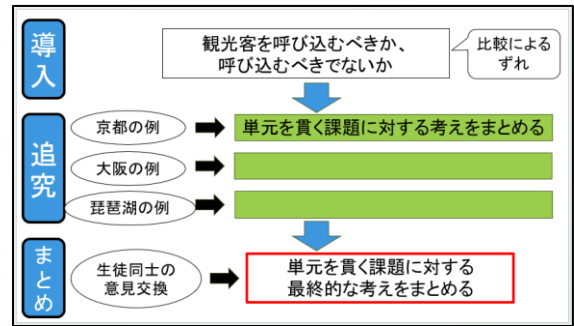 導入
観光客を呼び込むべきか、
呼び込むべきでないか
比較による
ずれ
追究
京都の例
単元を貫く課題に対する考えをまとめる
大阪の例
琵琶湖の例
まとめ
生徒同士の
意見交換
単元を貫く課題に対する
最終的な考えをまとめる